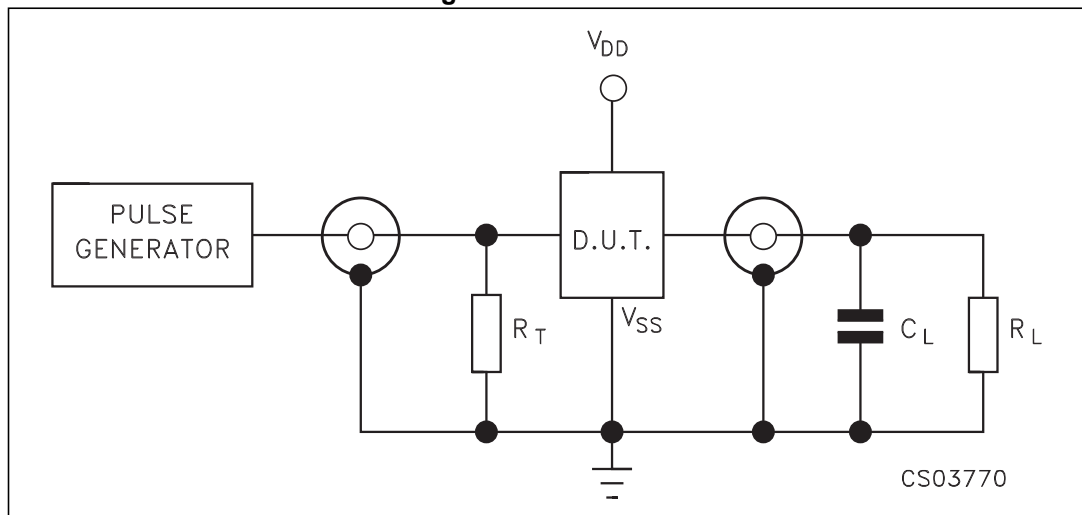 VDD
PULSE
GENERATOR
D.U.T.
RT
VSS
CL
RL
CS03770